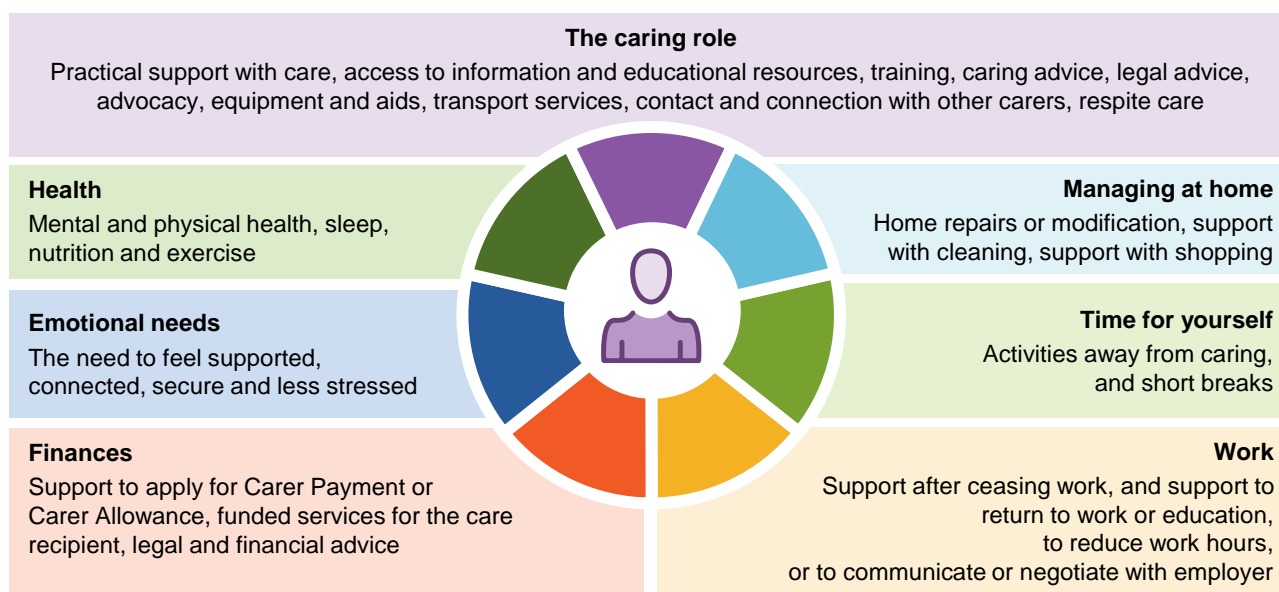 The caring role
Practical support with care, access to information and educational resources, training, caring advice, legal advice,
advocacy, equipment and aids, transport services, contact and connection with other carers, respite care
Health
Mental and physical health, sleep,
nutrition and exercise
Managing at home
Home repairs or modification, support
with cleaning, support with shopping
Emotional needs
The need to feel supported,
connected, secure and less stressed
Time for yourself
Activities away from caring,
and short breaks
Finances
Support to apply for Carer Payment or
Carer Allowance, funded services for the care
recipient, legal and financial advice
Work
Support after ceasing work, and support to
return to work or education,
to reduce work hours,
or to communicate or negotiate with employer